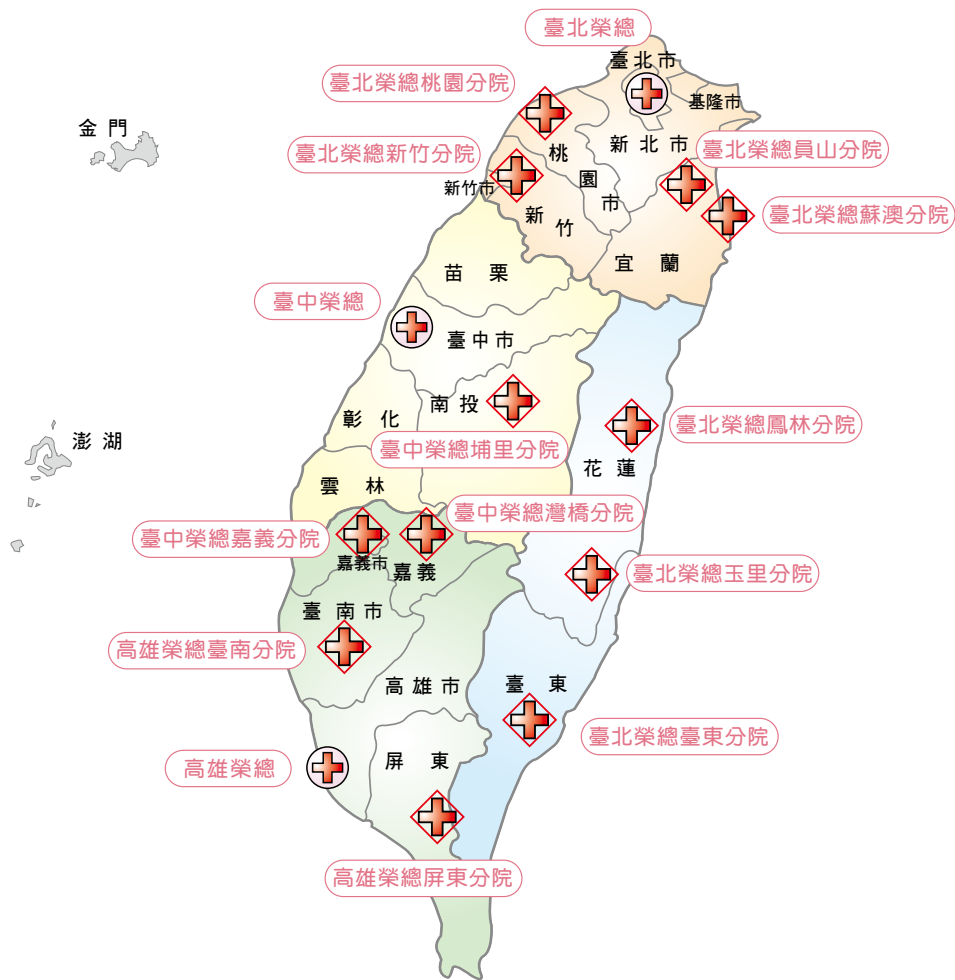 臺北榮總
臺北市
臺北榮總桃園分院
基隆市
金門
新北市
臺北榮總新竹分院
桃園市
臺北榮總員山分院
新竹市
新竹
臺北榮總蘇澳分院
宜蘭
苗栗
臺中榮總
臺中市
南投
彰化
臺北榮總鳳林分院
澎湖
臺中榮總埔里分院
花蓮
雲林
臺中榮總灣橋分院
臺中榮總嘉義分院
嘉義市
嘉義
臺北榮總玉里分院
臺南市
高雄榮總臺南分院
高雄市
臺東
臺北榮總臺東分院
屏東
高雄榮總
高雄榮總屏東分院